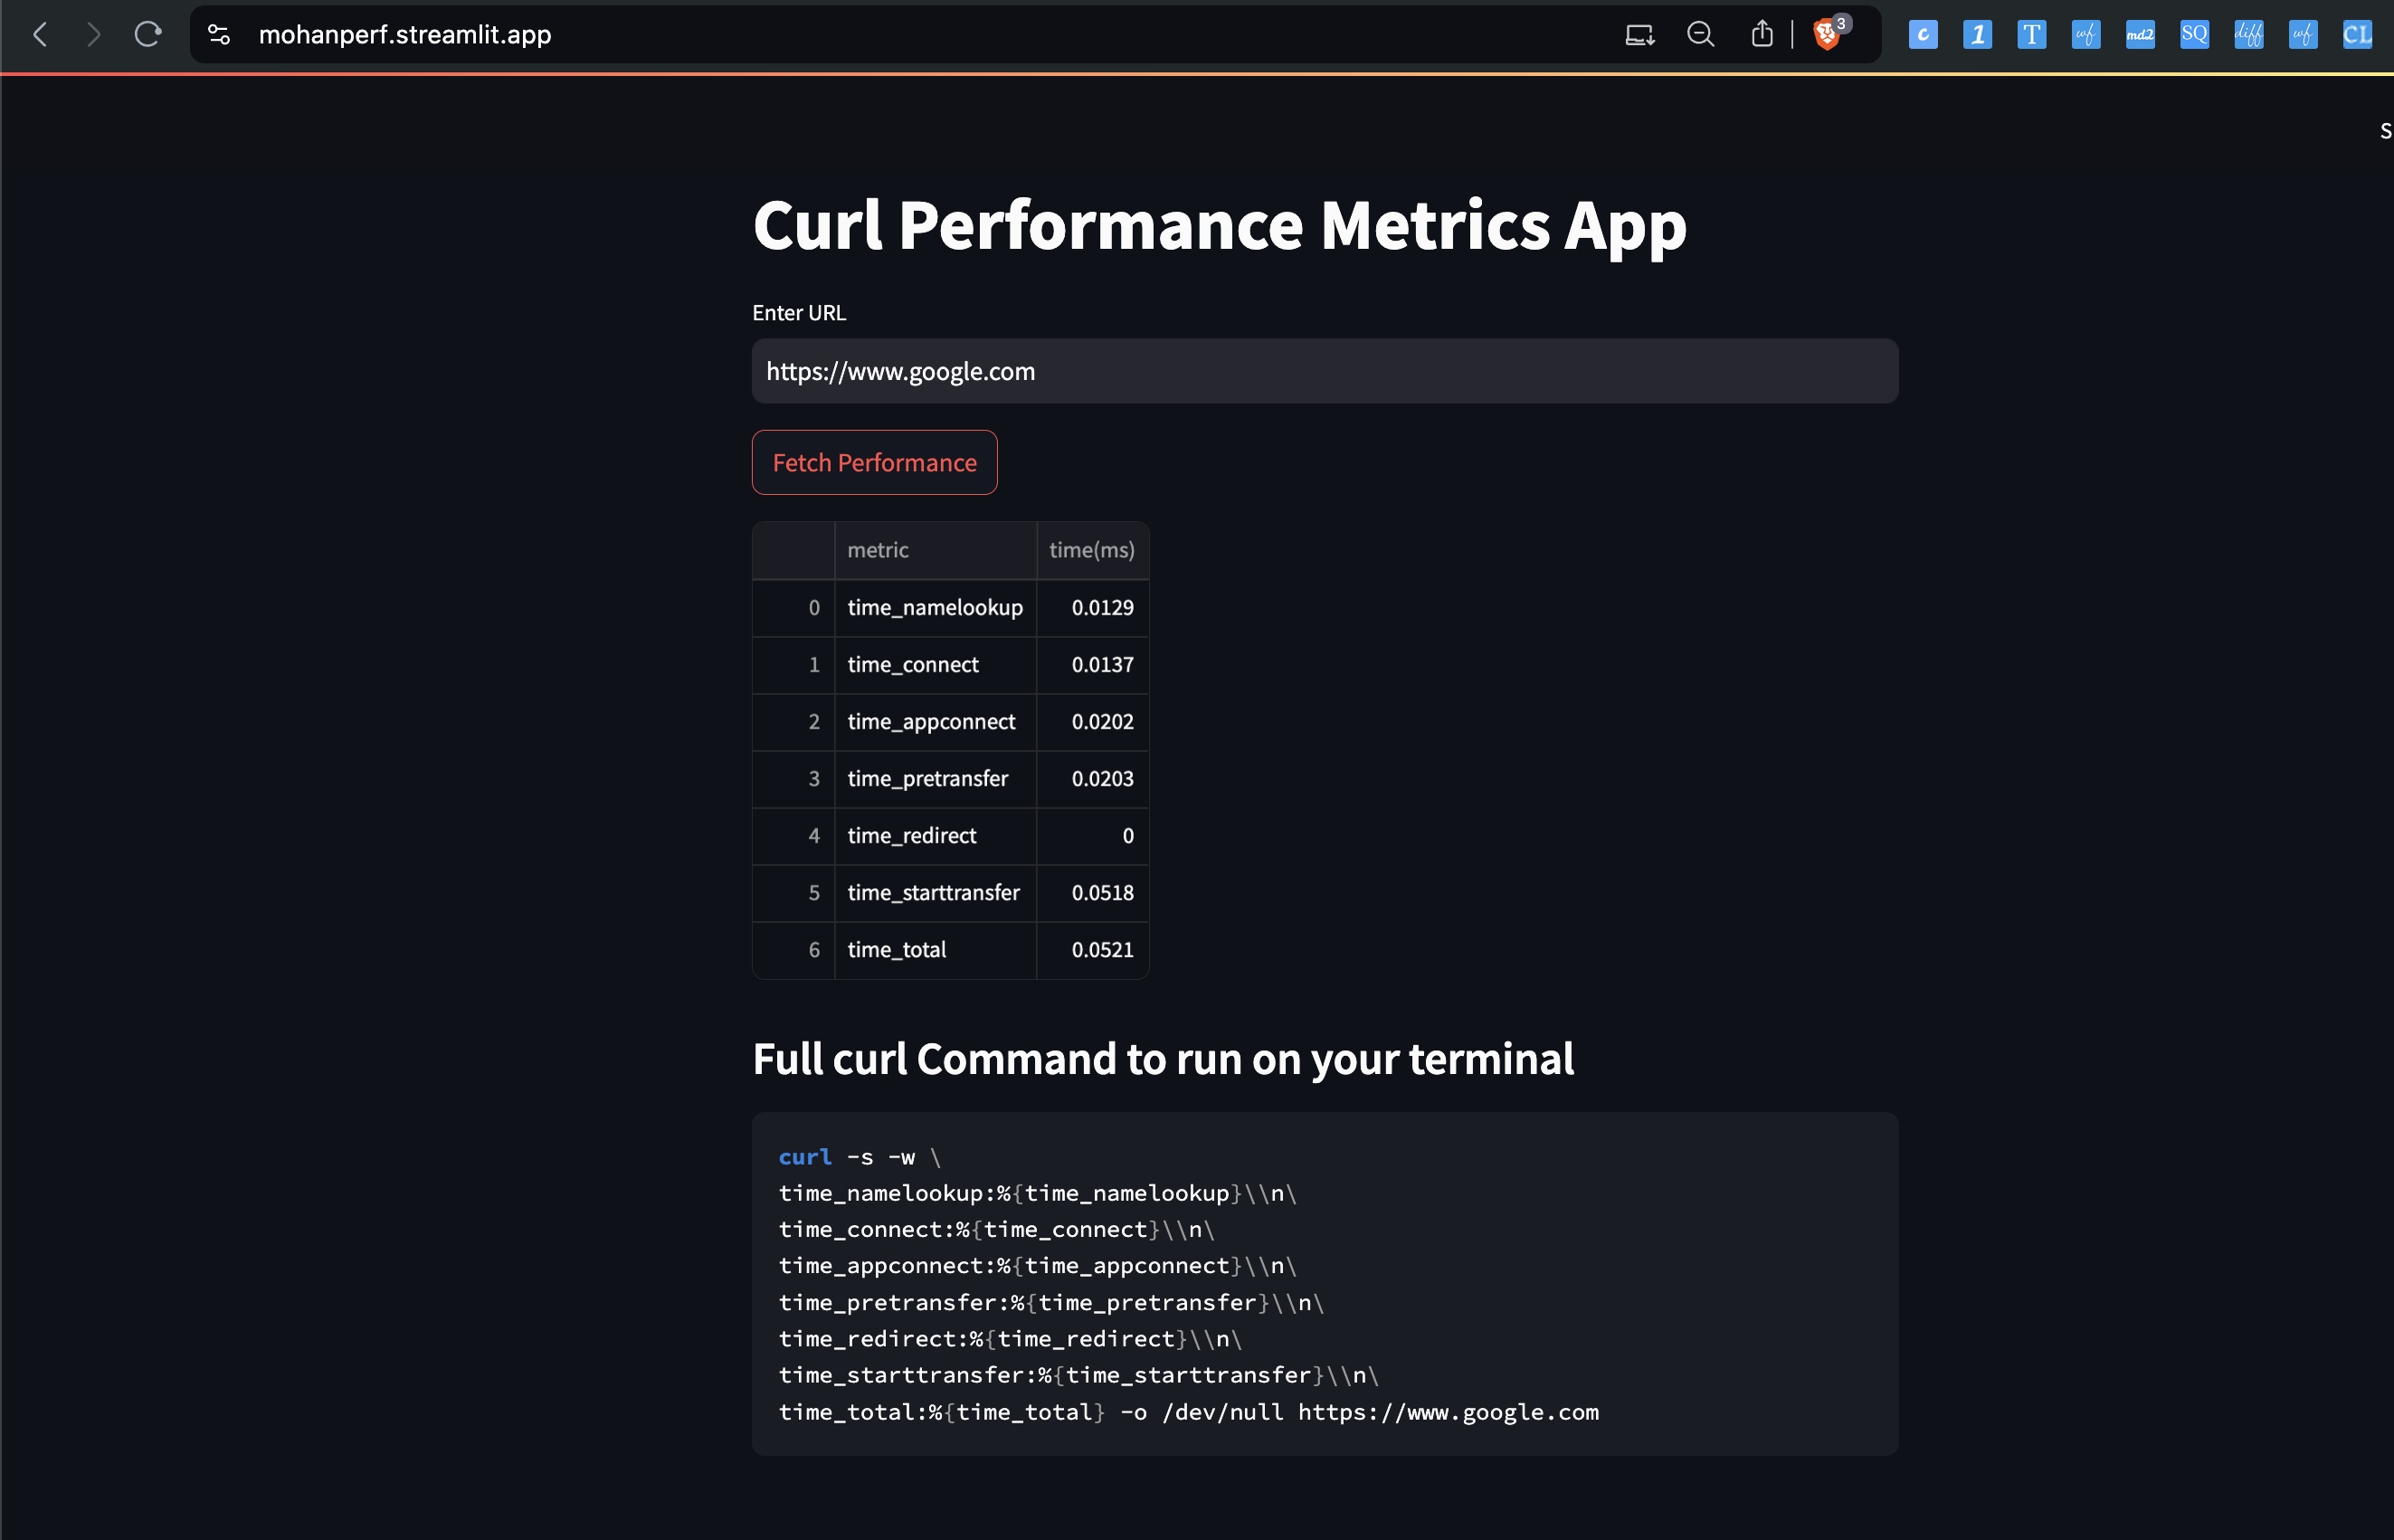 mohanperf.streamlit.app
3
c 1 T wf md2 SQ diff wf CL
S
Curl Performance Metrics App
Enter URL
https://www.google.com
Fetch Performance
metric time(ms)
0 time_namelookup 0.0129
1 time_connect 0.0137
2 time_appconnect 0.0202
3 time_pretransfer 0.0203
4 time_redirect 0
5 time_starttransfer 0.0518
6 time_total 0.0521
Full curl Command to run on your terminal
curl -s -w \
time_namelookup:%{time_namelookup}\\n\
time_connect:%{time_connect}\\n\
time_appconnect:%{time_appconnect}\\n\
time_pretransfer:%{time_pretransfer}\\n\
time_redirect:%{time_redirect}\\n\
time_starttransfer:%{time_starttransfer}\\n\
time_total:%{time_total} -o /dev/null https://www.google.com